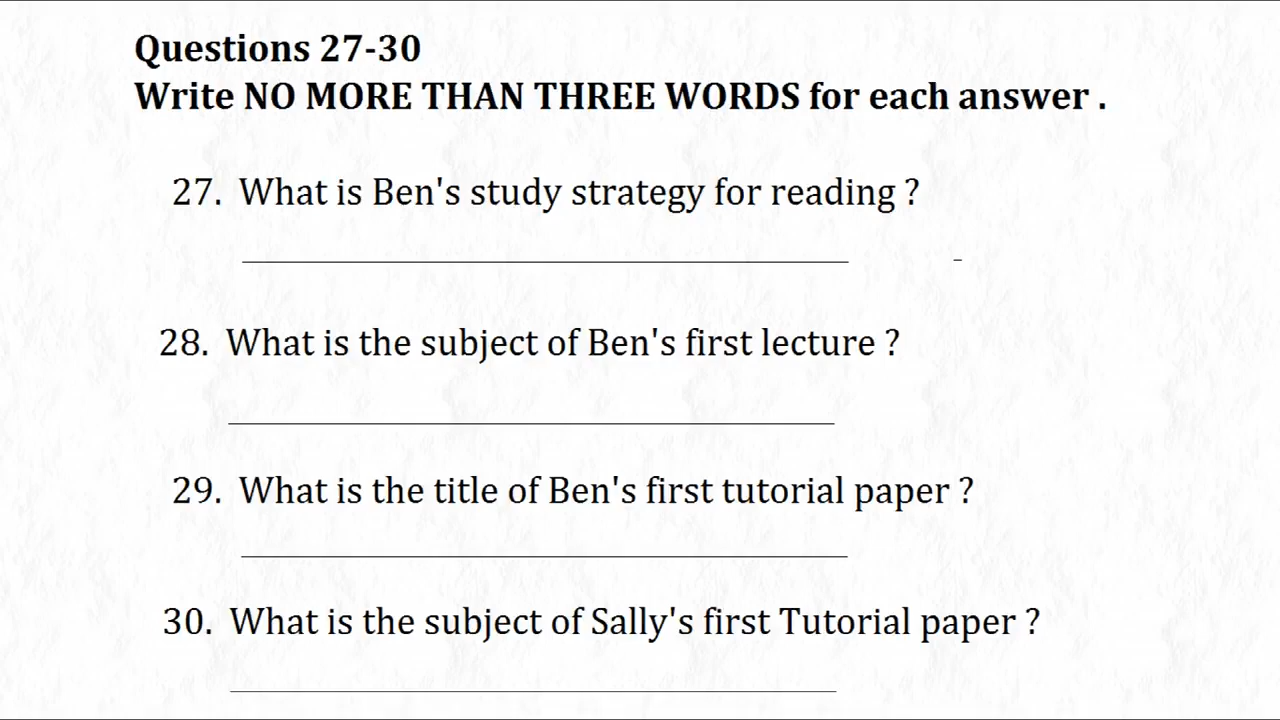 Questions 27-30
Write NO MORE THAN THREE WORDS for each answer .
27. What is Ben's study strategy for reading ?
28. What is the subject of Ben's first lecture ?
29. What is the title of Ben's first tutorial paper ?
30. What is the subject of Sally's first Tutorial paper ?